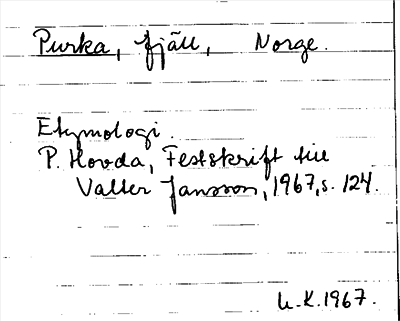 Purka, fjäll, Norge.
Etymologi.
P. Hovda, Festskrift till
Valter Jansson, 1967, s. 124.
U.K. 1967.